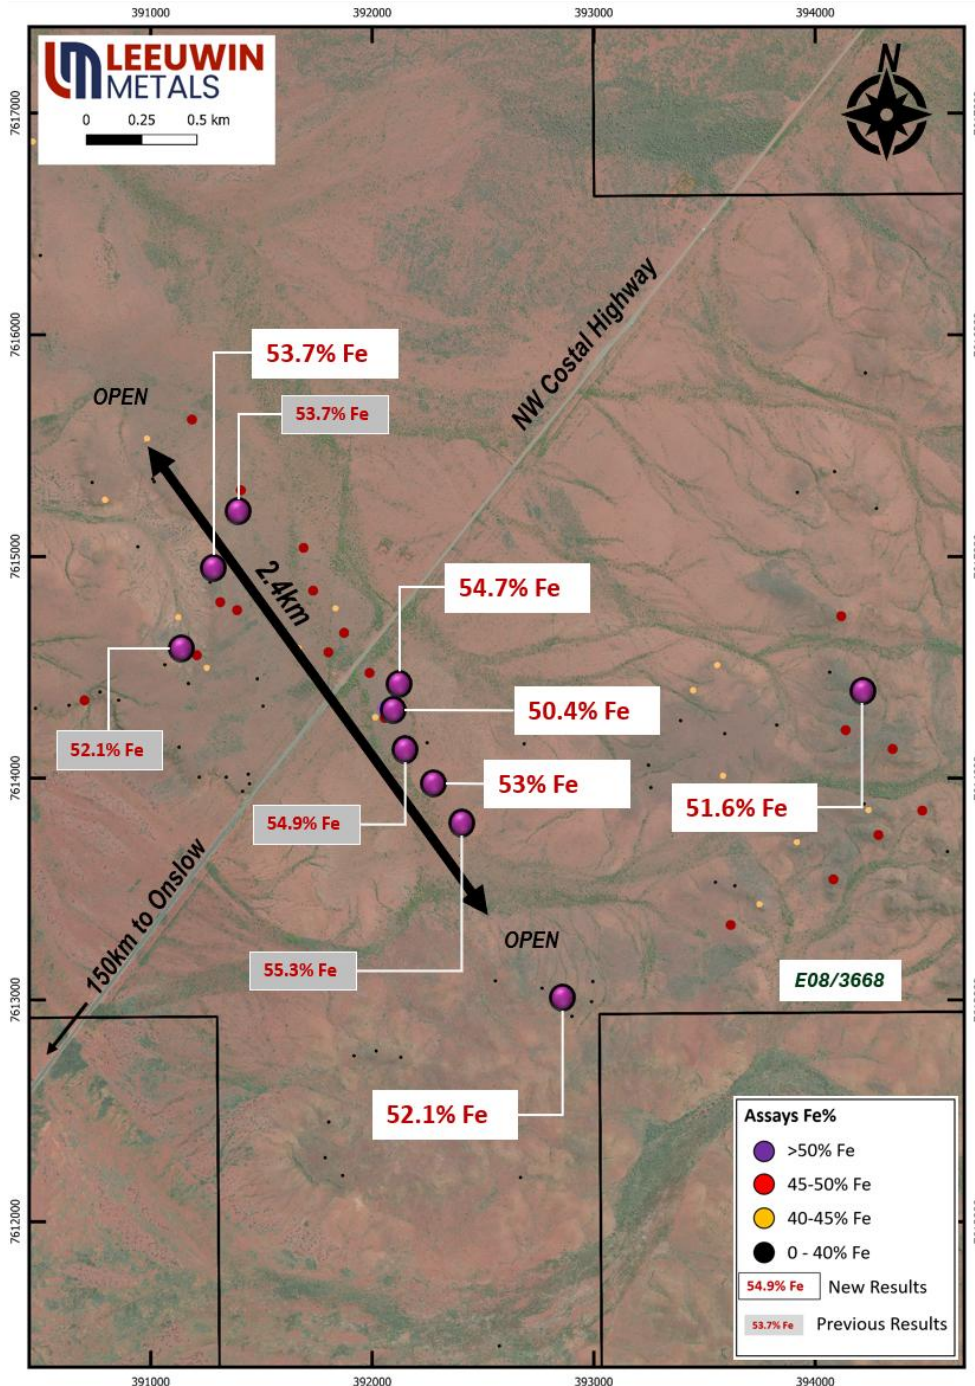 391000
392000
393000
394000
LEEUWIN
METALS
0 0.25 0.5 km
N
7617000
7616000
7615000
7614000
7613000
7612000
NW Costal Highway
53.7% Fe
OPEN
53.7% Fe
2.4km
54.7% Fe
50.4% Fe
52.1% Fe
53% Fe
51.6% Fe
54.9% Fe
150km to Onslow
OPEN
55.3% Fe
E08/3668
52.1% Fe
Assays Fe%
>50% Fe
45-50% Fe
40-45% Fe
0 - 40% Fe
54.9% Fe New Results
53.7% Fe Previous Results
391000
392000
393000
394000